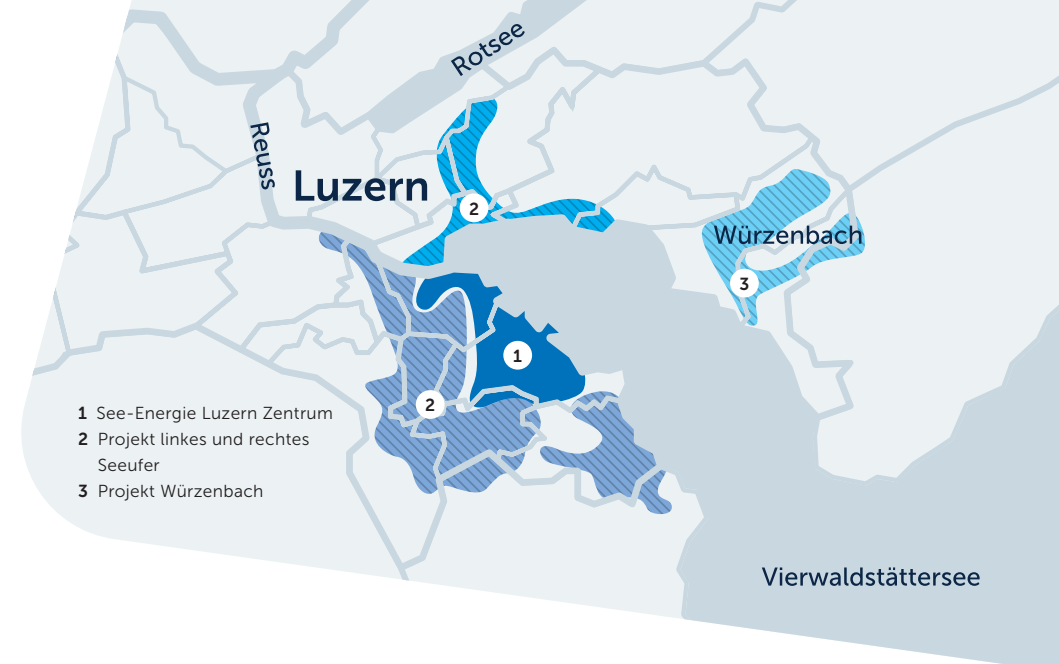 Rotsee
Reuss
Luzern
2
Würzenbach
3
1
2
1 See-Energie Luzern Zentrum
2 Projekt linkes und rechtes
Seeufer
3 Projekt Würzenbach
Vierwaldstättersee